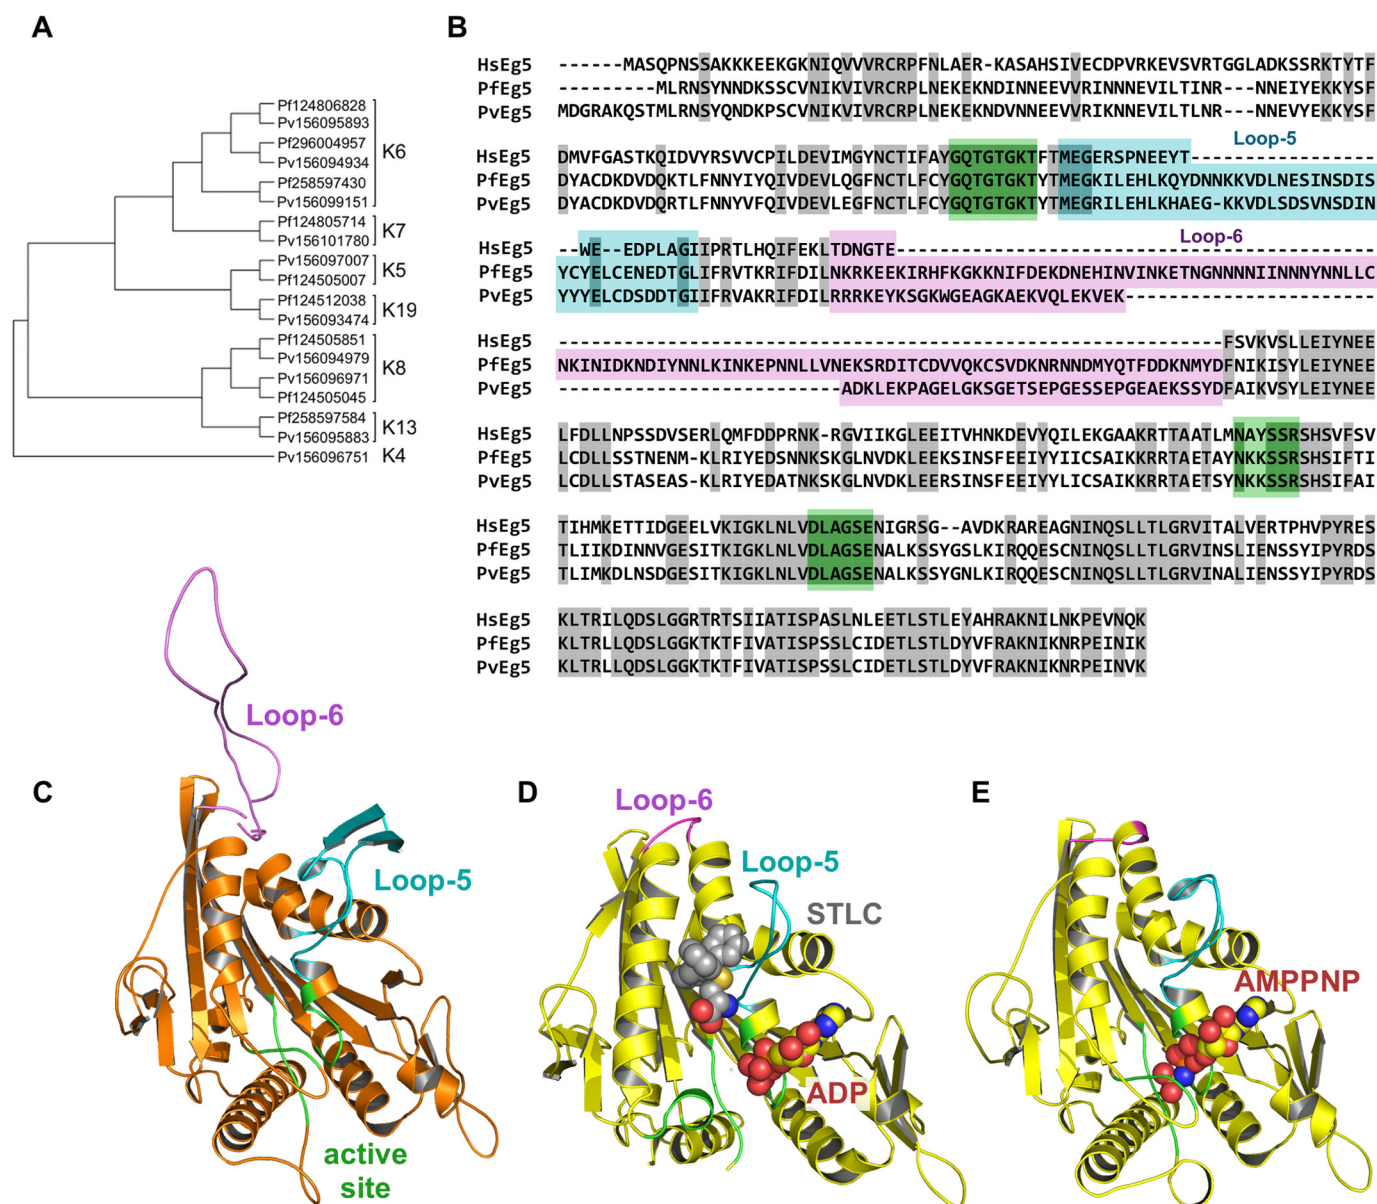 A
Pf124806828
Pv156095893
Pf296004957
K6
Pv156094934
Pf258597430
Pv156099151
Pf124805714
K7
Pv156101780
Pv156097007
K5
Pf124505007
Pf124512038
K19
Pv156093474
Pf124505851
Pv156094979
K8
Pv156096971
Pf124505045
Pf258597584
K13
Pv156095883
Pv156096751 K4
B
HsEg5 ------MASQPNSSAKKKEEKGKNIQVVVRCRPFNLAER-KASAHSIVECDPVRKEVSVRTGGLADKSSRKTYTF
PfEg5 ---------MLRNSYNNDKSSCVNIKVIVRCRPLNEKEKNDINNEEVVRINNNEVILTINR---NNEIYEKKYSF
PvEg5 MDGRAKQSTMLRNSYQNDKPSCVNIKVIVRCRPLNEKEKNDVNNEEVVRIKNNEVILTINR---NNEVYEKKYSF
Loop-5
HsEg5 DMVFGASTKQIDVYRSVVCPILDEVIMGYNCTIFAYGQTGTGKTFTMEGERSPNEEYT-----------------
PfEg5 DYACDKDVDQKTLFNNYIYQIVDEVLQGFNCTLFCYGQTGTGKTYTMEGKILEHLKQYDNNKKVDLNESINSDIS
PvEg5 DYACDKDVDQRTLFNNYVFQIVDEVLEGFNCTLFCYGQTGTGKTYTMEGRILEHLKHAEG-KKVDLSDSVNSDIN
Loop-6
HsEg5 --WE--EDPLAGIIPRTLHQIFEKLTDNGTE--------------------------------------------
PfEg5 YCYELCENEDTGLIFRVTKRIFDILNKRKEEKIRHFKGKKNIFDEKDNEHINVINKETNGNNNNIINNNYNNLLC
PvEg5 YYYELCDSDDTGIIFRVAKRIFDILRRRKEYKSGKWGEAGKAEKVQLEKVEK-----------------------
HsEg5 -------------------------------------------------------------FSVKVSLLEIYNEE
PfEg5 NKINIDKNDIYNNLKINKEPNNLLVNEKSRDITCDVVQKCSVDKNRNNDMYQTFDDKNMYDFNIKISYLEIYNEE
PvEg5 --------------------------ADKLEKPAGELGKSGETSEPGESSEPGEAEKSSYDFAIKVSYLEIYNEE
HsEg5 LFDLLNPSSDVSERLQMFDDPRNK-RGVIIKGLEEITVHNKDEVYQILEKGAAKRTTAATLMNAYSSRSHSVFSV
PfEg5 LCDLLSSTNENM-KLRIYEDSNNKSKGLNVDKLEEKSINSFEEIYYIICSAIKKRRTAETAYNKKSSRSHSIFTI
PvEg5 LCDLLSTASEAS-KLRIYEDATNKSKGLNVDKLEERSINSFEEIYLICSAIKKRRTAETSYNKKSSRSHSIFAI
HsEg5 TIHMKETTIDGEELVKIGKLNLVDLAGSENIGRSG--AVDKRAREAGNINQSLLTLGRVITALVERTPHVPYRES
PfEg5 TLIIKDINNVGESITKIGKLNLVDLAGSENALKSSYGSLKIRQQESCNINQSLLTLGRVINSLIENSSYIPYRDS
PvEg5 TLIMKDLNSDGESITKIGKLNLVDLAGSENALKSSYGNLKIRQQESCNINQSLLTLGRVINALIENSSYIPYRDS
HsEg5 KLTRILQDSLGGRTRTSIIATISPASLNLEETLSTLEYAHRAKNILNKPEVNQK
PfEg5 KLTRLLQDSLGGKTKTFIVATISPSSLCIDETLSTLDYVFRAKNIKNRPEINIK
PvEg5 KLTRLLQDSLGGKTKTFIVATISPSSLCIDETLSTLDYVFRAKNIKNRPEINVK
C
Loop-6
Loop-5
active
site
D
Loop-6
Loop-5
STLC
ADP
E
AMPPNP